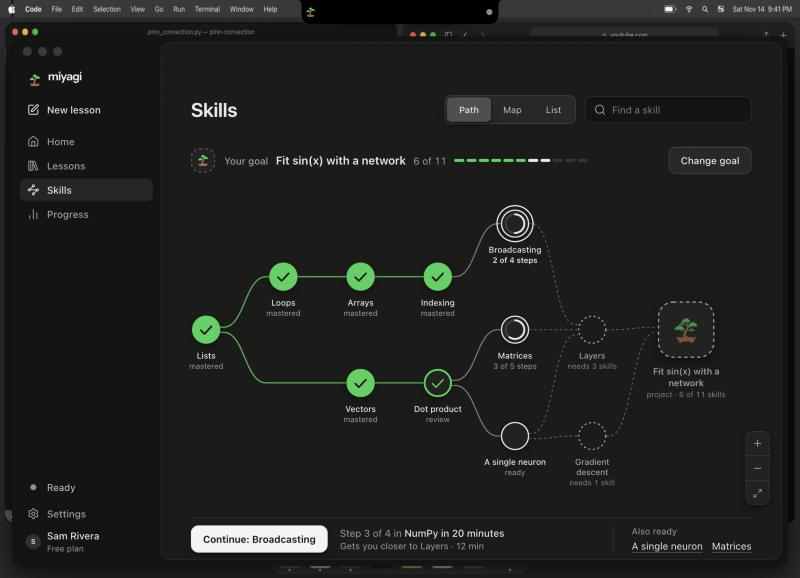 Code File Edit Selection View Go Run Terminal Window Help
Sat Nov 14 9:41 PM
pinn_convection.py — pinn-convection
youtube.com
miyagi
New lesson
Home
Lessons
Skills
Progress
Ready
Settings
S
Sam Rivera
Free plan
Skills
Path
Map
List
Find a skill
Your goal Fit sin(x) with a network 6 of 11
Change goal
Broadcasting
2 of 4 steps
Loops
mastered
Arrays
mastered
Indexing
mastered
Lists
mastered
Matrices
3 of 5 steps
Layers
needs 3 skills
Fit sin(x) with a
network
project · 6 of 11 skills
Vectors
mastered
Dot product
review
A single neuron
ready
Gradient
descent
needs 1 skill
Continue: Broadcasting
Step 3 of 4 in NumPy in 20 minutes
Gets you closer to Layers · 12 min
Also ready
A single neuron Matrices